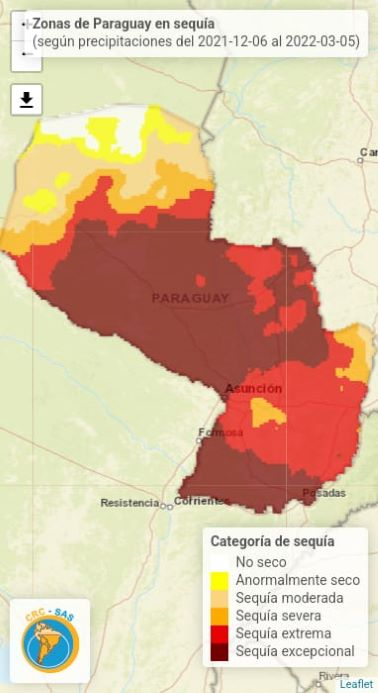 Zonas de Paraguay en sequía
(según precipitaciones del 2021-12-06 al 2022-03-05)
Car
PARAGUAY
Asunción
Formosa
Resistencia
Corrientes
Posadas
Categoría de sequía
No seco
Anormalmente seco
Sequía moderada
Sequía severa
Sequía extrema
Sequía excepcional
CRC - SAS
Rivera
Leaflet